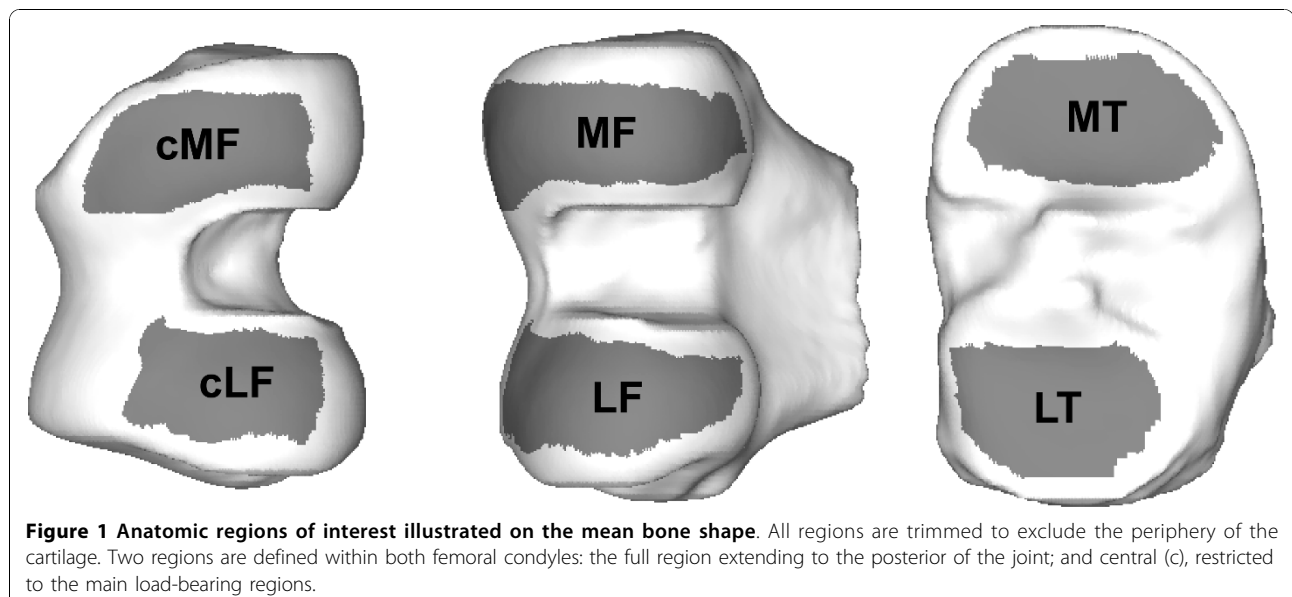 cMF
MF
MT
cLF
LF
LT
Figure 1 Anatomic regions of interest illustrated on the mean bone shape. All regions are trimmed to exclude the periphery of the
cartilage. Two regions are defined within both femoral condyles: the full region extending to the posterior of the joint; and central (c), restricted
to the main load-bearing regions.